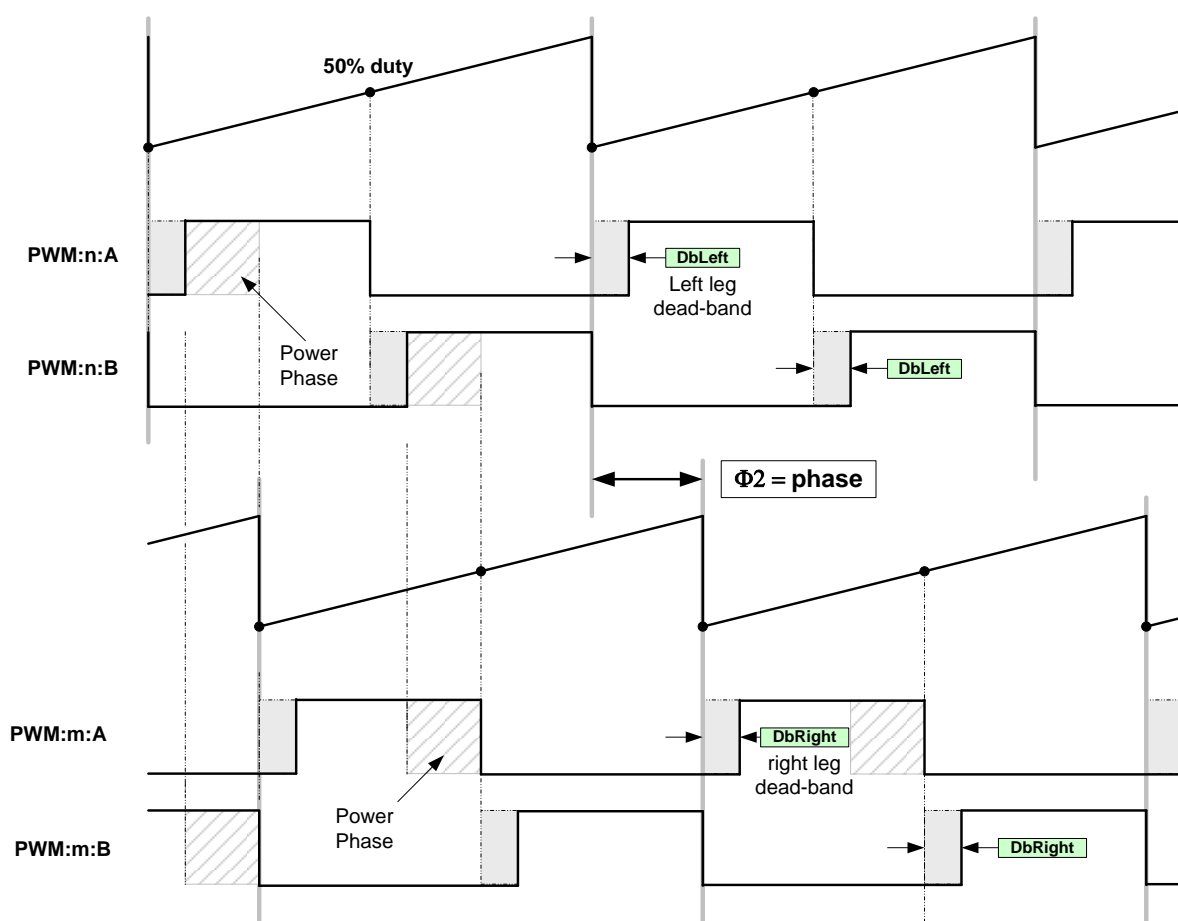 50% duty
PWM:n:A
DbLeft
Left leg
dead-band
Power
Phase
PWM:n:B
DbLeft
Φ2 = phase
PWM:m:A
DbRight
right leg
dead-band
Power
Phase
PWM:m:B
DbRight